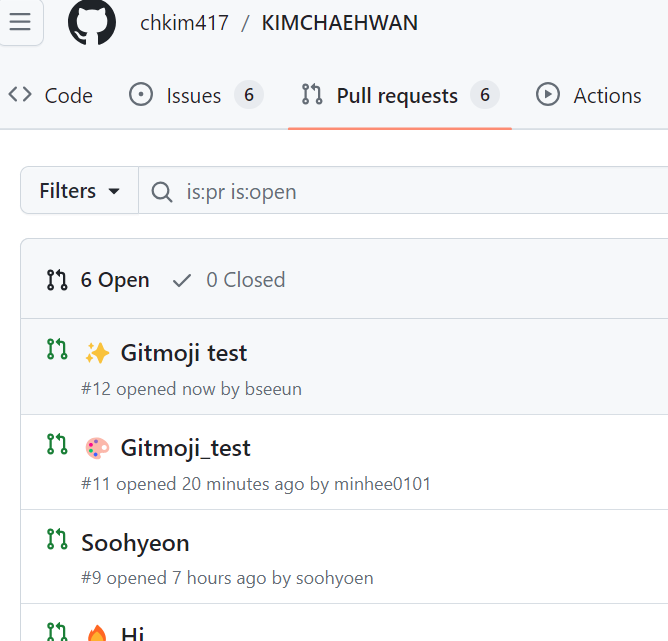 chkim417 / KIMCHAEHWAN
Code Issues 6 Pull requests 6 Actions
Filters is:pr is:open
6 Open 0 Closed
Gitmoji test
#12 opened now by bseeun
Gitmoji_test
#11 opened 20 minutes ago by minhee0101
Soohyeon
#9 opened 7 hours ago by soohyoen
Hi